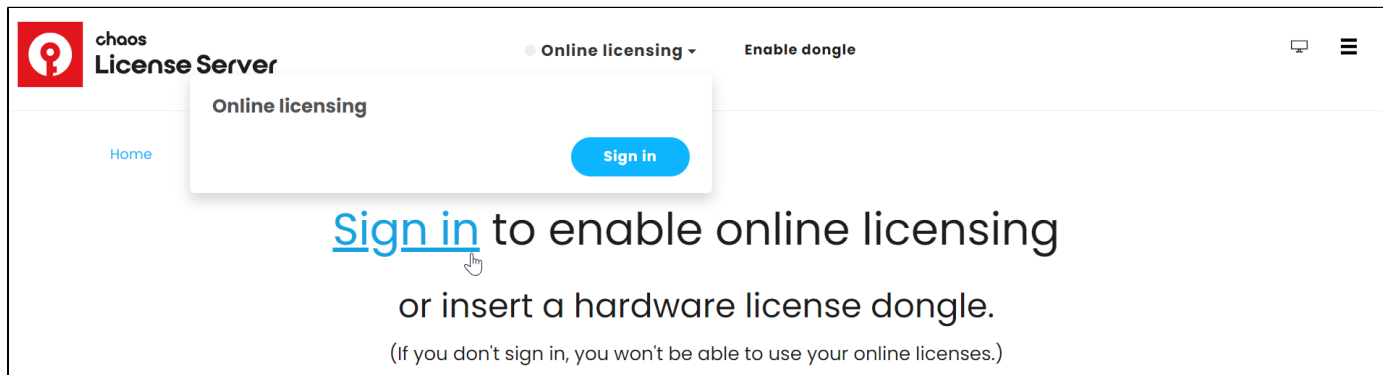 chaos
License Server
Online licensing
Enable dongle
Online licensing
Home
Sign in
Sign in to enable online licensing
or insert a hardware license dongle.
(If you don't sign in, you won't be able to use your online licenses.)